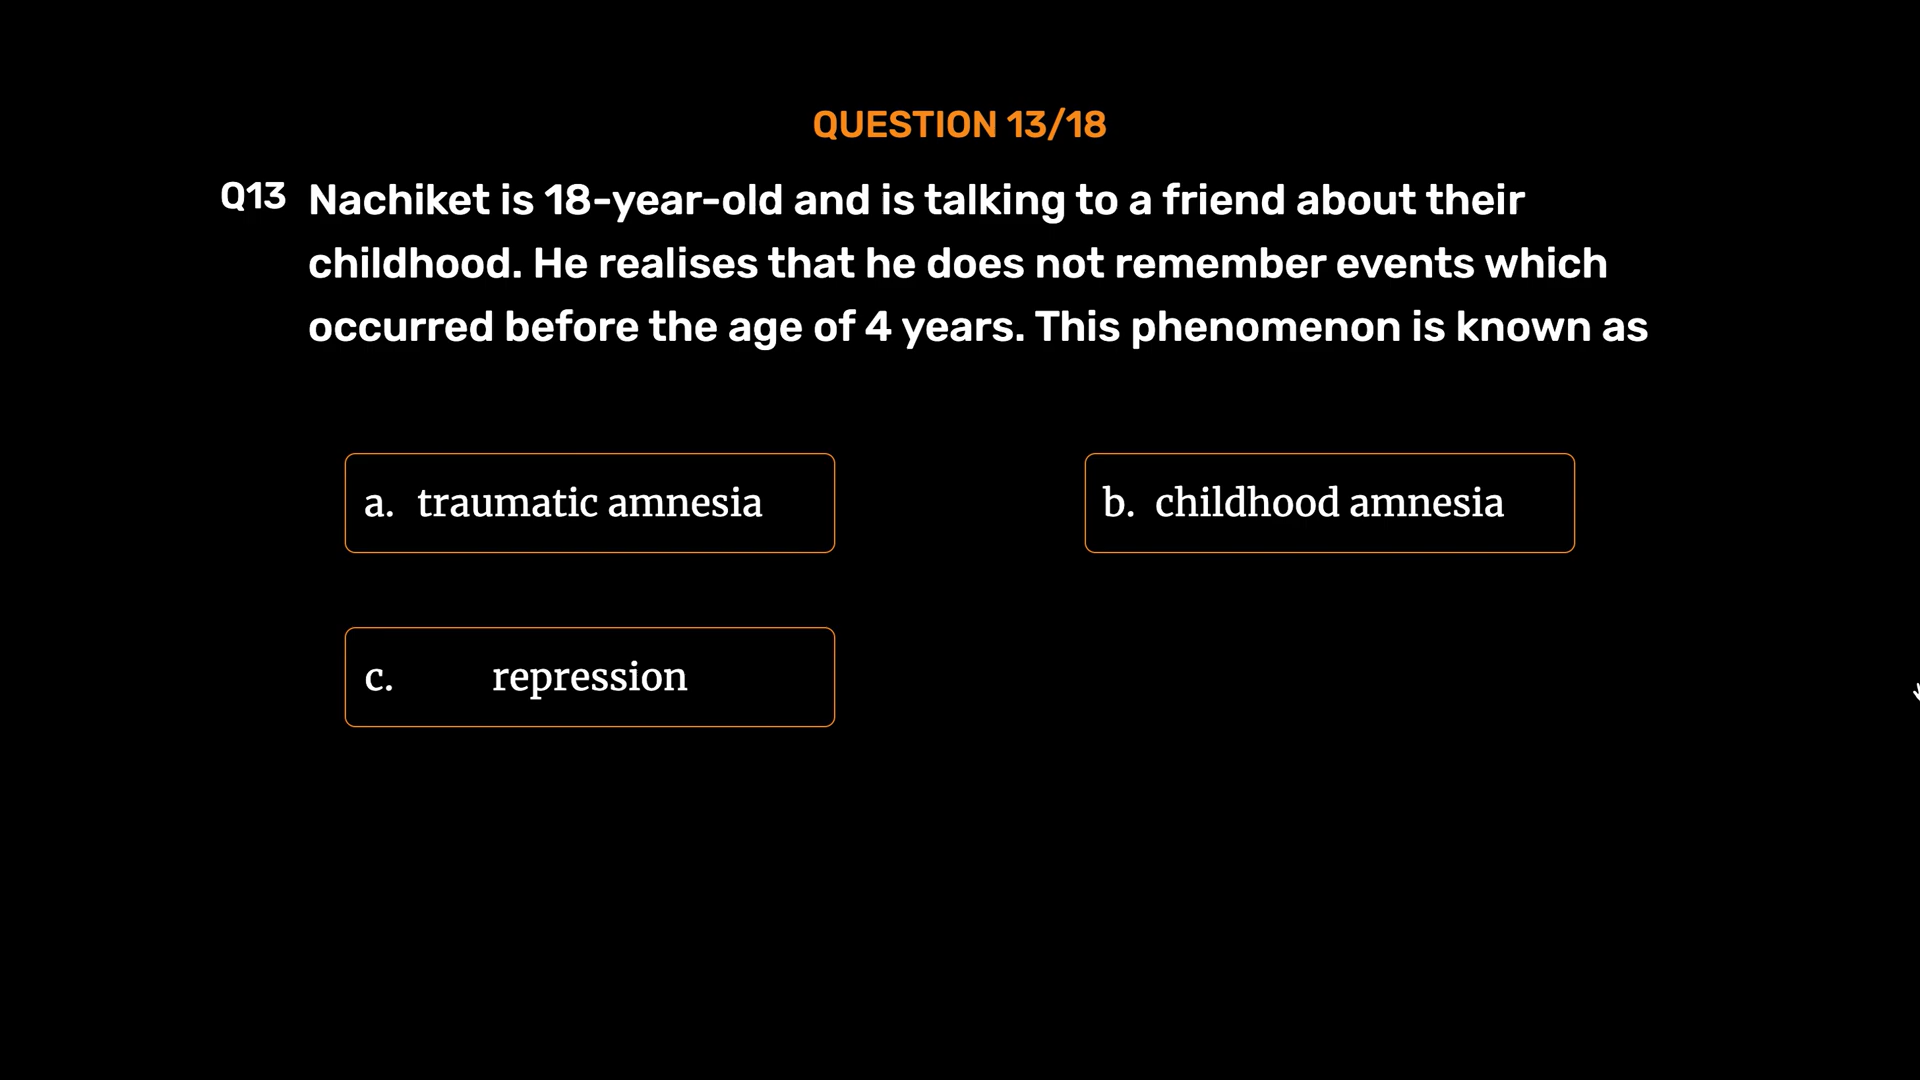 QUESTION 13/18
Q13 Nachiket is 18-year-old and is talking to a friend about their
childhood. He realises that he does not remember events which
occurred before the age of 4 years. This phenomenon is known as
a. traumatic amnesia
b. childhood amnesia
c. repression